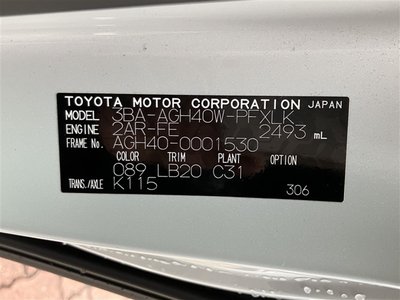 TOYOTA MOTOR CORPORATION JAPAN
MODEL 3BA-AGH40W-PFXLK
ENGINE 2AR-FE 2493 mL
FRAME No. AGH40-0001530
COLOR TRIM PLANT OPTION
089 LB20 C31
TRANS./AXLE K115
306